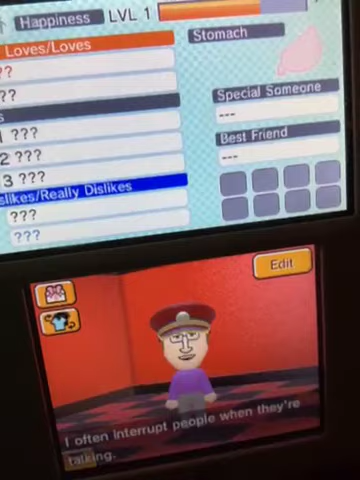 Happiness LVL 1
Stomach
Loves/Loves
??
??
Special Someone
---
s
1 ???
Best Friend
2 ???
---
3 ???
slikes/Really Dislikes
???
???
Edit
I often interrupt people when they're
talking.